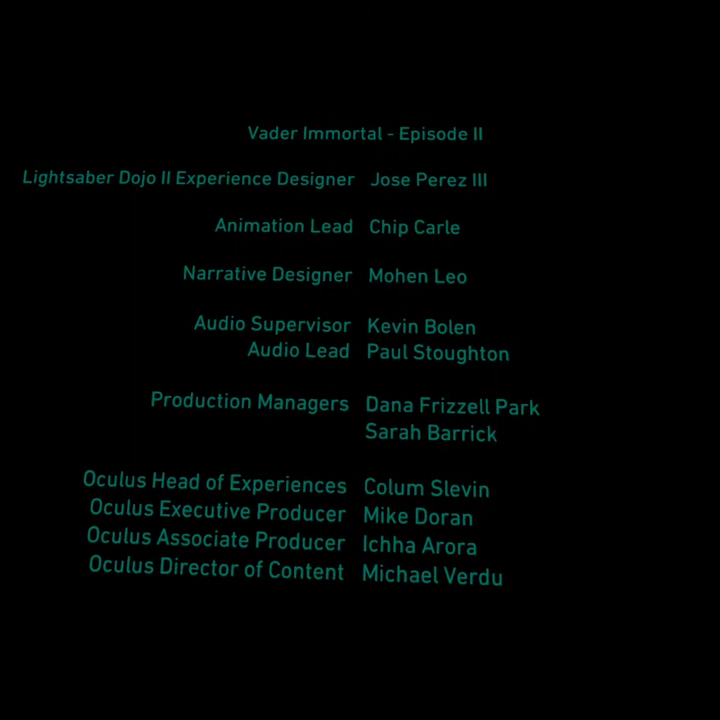 Vader Immortal - Episode II
Lightsaber Dojo II Experience Designer Jose Perez III
Animation Lead Chip Carle
Narrative Designer Mohen Leo
Audio Supervisor Kevin Bolen
Audio Lead Paul Stoughton
Production Managers Dana Frizzell Park
Sarah Barrick
Oculus Head of Experiences Colum Slevin
Oculus Executive Producer Mike Doran
Oculus Associate Producer Ichha Arora
Oculus Director of Content Michael Verdu